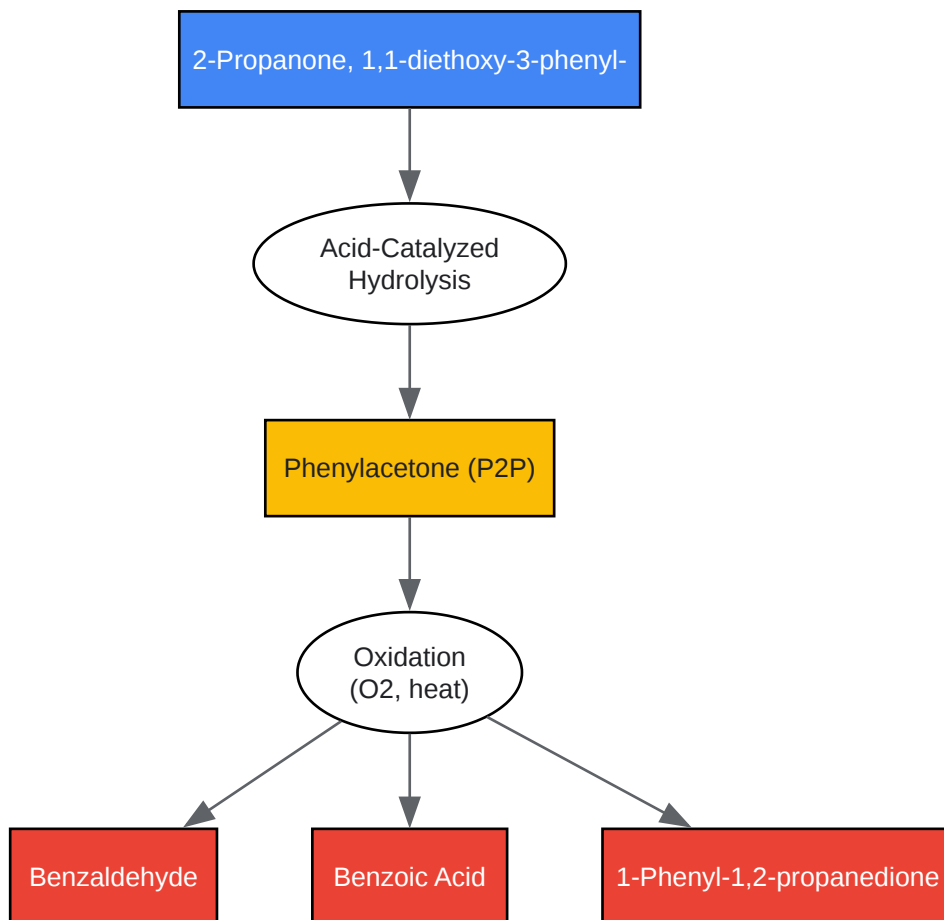 2-Propanone, 1,1-diethoxy-3-phenyl-
Acid-Catalyzed
Hydrolysis
Phenylacetone (P2P)
Oxidation
(O2, heat)
Benzaldehyde
Benzoic Acid
1-Phenyl-1,2-propanedione